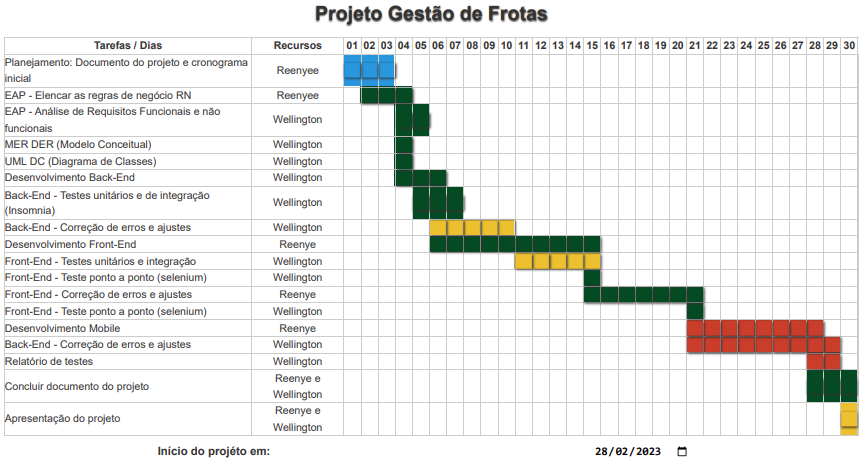 Projeto Gestão de Frotas
Tarefas / Dias Recursos 01 02 03 04 05 06 07 08 09 10 11 12 13 14 15 16 17 18 19 20 21 22 23 24 25 26 27 28 29 30
Planejamento: Documento do projeto e cronograma
inicial
Reenyee
EAP - Elencar as regras de negócio RN Reenyee
EAP - Análise de Requisitos Funcionais e não
funcionais
Wellington
MER DER (Modelo Conceitual) Wellington
UML DC (Diagrama de Classes) Wellington
Desenvolvimento Back-End Wellington
Back-End - Testes unitários e de integração
(Insomnia)
Wellington
Back-End - Correção de erros e ajustes Wellington
Desenvolvimento Front-End Reenye
Front-End - Testes unitários e integração Wellington
Front-End - Teste ponto a ponto (selenium) Wellington
Front-End - Correção de erros e ajustes Reenye
Front-End - Teste ponto a ponto (selenium) Wellington
Desenvolvimento Mobile Reenye
Back-End - Correção de erros e ajustes Wellington
Relatório de testes Wellington
Concluir documento do projeto
Reenye e
Wellington
Apresentação do projeto
Reenye e
Wellington
Início do projéto em: 28/02/2023